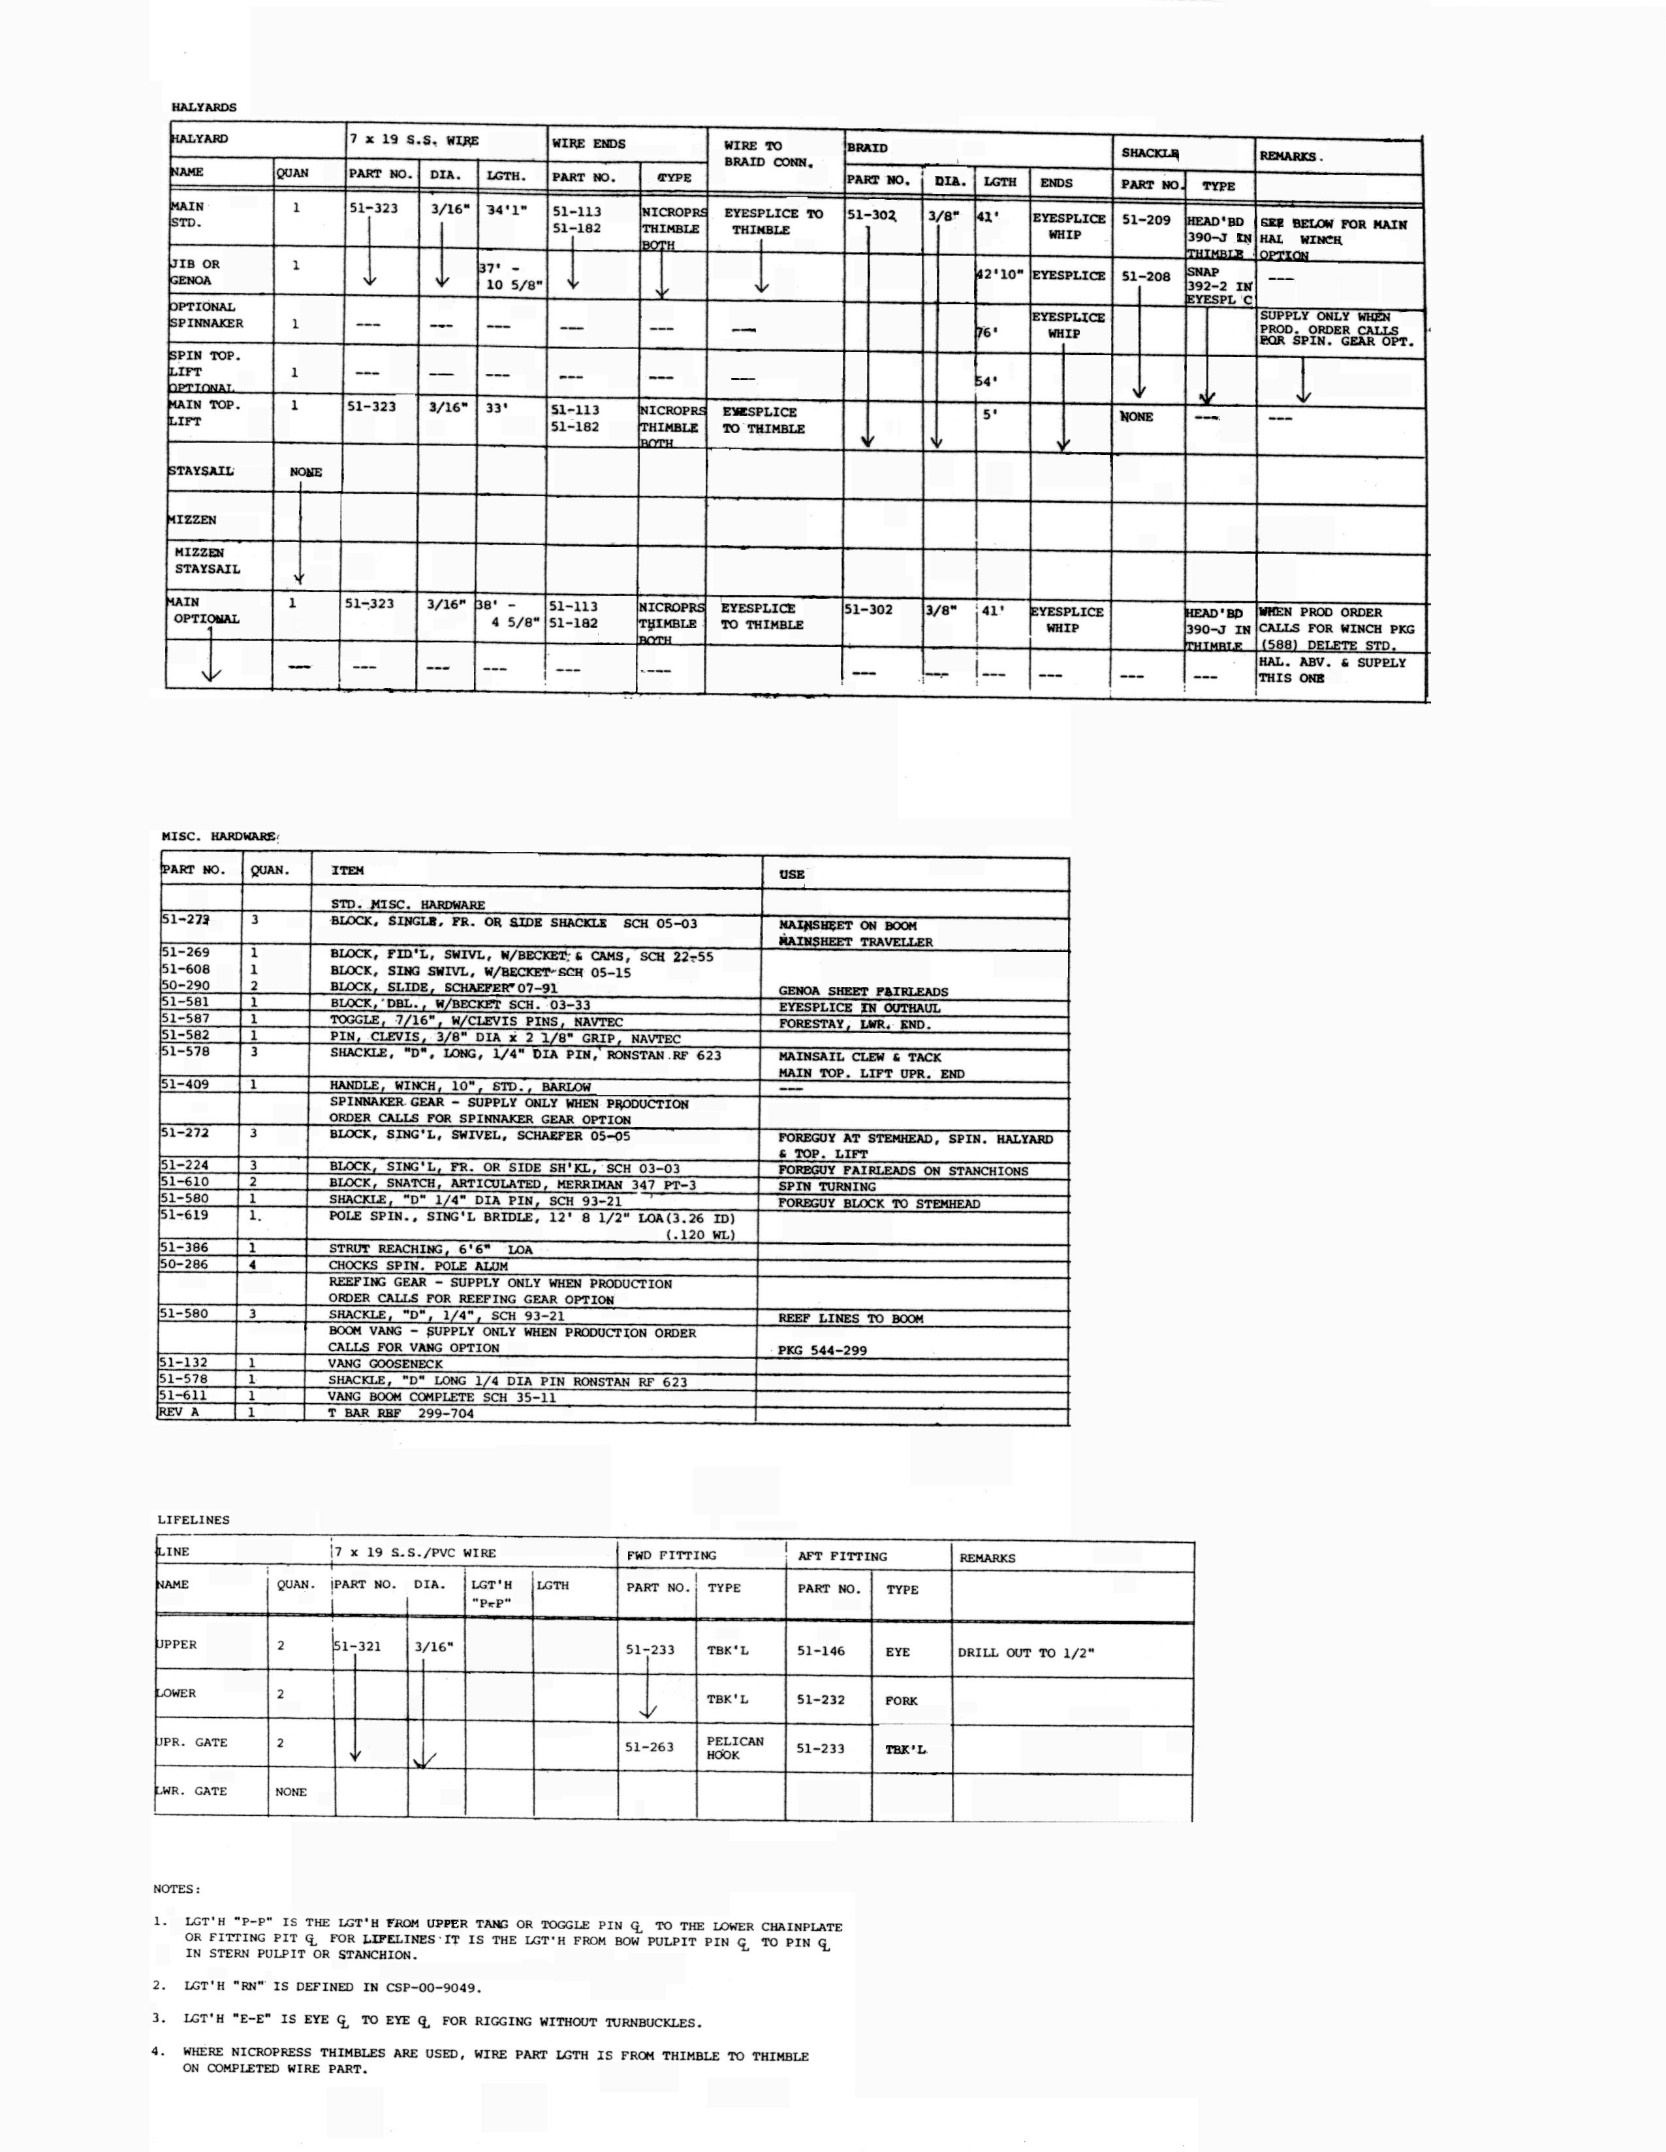 HALYARDS
HALYARD 7 x 19 S.S. WIRE WIRE ENDS WIRE TO BRAID CONN. BRAID SHACKLE REMARKS.
NAME QUAN PART NO. DIA. LGTH. PART NO. TYPE PART NO. DIA. LGTH ENDS PART NO. TYPE
MAIN STD. 1 51-323 3/16" 34'1" 51-113 51-182 NICROPRS THIMBLE BOTH EYESPLICE TO THIMBLE 51-302 3/8" 41' EYESPLICE WHIP 51-209 HEAD'BD 390-J IN THIMBLE SEE BELOW FOR MAIN HAL WINCH OPTION
JIB OR GENOA 1 37' - 10 5/8" 42'10" EYESPLICE 51-208 SNAP 392-2 IN EYESPL C ---
OPTIONAL SPINNAKER 1 --- --- --- --- --- --- 76' EYESPLICE WHIP SUPPLY ONLY WHEN PROD. ORDER CALLS FOR SPIN. GEAR OPT.
SPIN TOP. LIFT OPTIONAL 1 --- --- --- --- --- --- 54'
MAIN TOP. LIFT 1 51-323 3/16" 33' 51-113 51-182 NICROPRS THIMBLE BOTH EYESPLICE TO THIMBLE 5' NONE --- ---
STAYSAIL NONE
MIZZEN
MIZZEN STAYSAIL
MAIN OPTIONAL 1 51-323 3/16" 38' - 4 5/8" 51-113 51-182 NICROPRS THIMBLE BOTH EYESPLICE TO THIMBLE 51-302 3/8" 41' EYESPLICE WHIP HEAD'BD 390-J IN THIMBLE WHEN PROD ORDER CALLS FOR WINCH PKG (588) DELETE STD.
--- --- --- --- --- --- --- --- --- --- --- --- HAL. ABV. & SUPPLY THIS ONE
MISC. HARDWARE
PART NO. QUAN. ITEM USE
STD. MISC. HARDWARE
51-273 3 BLOCK, SINGLE, FR. OR SIDE SHACKLE SCH 05-03 MAINSHEET ON BOOM
MAINSHEET TRAVELLER
51-269 1 BLOCK, FID'L, SWIVL, W/BECKET & CAMS, SCH 22-55
51-608 1 BLOCK, SING SWIVL, W/BECKET SCH 05-15
50-290 2 BLOCK, SLIDE, SCHAEFER 07-91 GENOA SHEET FAIRLEADS
51-581 1 BLOCK, DBL., W/BECKET SCH. 03-33 EYESPLICE IN OUTHAUL
51-587 1 TOGGLE, 7/16", W/CLEVIS PINS, NAVTEC FORESTAY, LWR. END.
51-582 1 PIN, CLEVIS, 3/8" DIA x 2 1/8" GRIP, NAVTEC
51-578 3 SHACKLE, "D", LONG, 1/4" DIA PIN, RONSTAN RF 623 MAINSAIL CLEW & TACK
MAIN TOP. LIFT UPR. END
51-409 1 HANDLE, WINCH, 10", STD., BARLOW ---
SPINNAKER GEAR - SUPPLY ONLY WHEN PRODUCTION
ORDER CALLS FOR SPINNAKER GEAR OPTION
51-272 3 BLOCK, SING'L, SWIVEL, SCHAEFER 05-05 FOREGUY AT STEMHEAD, SPIN. HALYARD
& TOP. LIFT
51-224 3 BLOCK, SING'L, FR. OR SIDE SH'KL, SCH 03-03 FOREGUY FAIRLEADS ON STANCHIONS
51-610 2 BLOCK, SNATCH, ARTICULATED, MERRIMAN 347 PT-3 SPIN TURNING
51-580 1 SHACKLE, "D" 1/4" DIA PIN, SCH 93-21 FOREGUY BLOCK TO STEMHEAD
51-619 1. POLE SPIN., SING'L BRIDLE, 12' 8 1/2" LOA(3.26 ID)
(.120 WL)
51-386 1 STRUT REACHING, 6'6" LOA
50-286 4 CHOCKS SPIN. POLE ALUM
REEFING GEAR - SUPPLY ONLY WHEN PRODUCTION
ORDER CALLS FOR REEFING GEAR OPTION
51-580 3 SHACKLE, "D", 1/4", SCH 93-21 REEF LINES TO BOOM
BOOM VANG - SUPPLY ONLY WHEN PRODUCTION ORDER
CALLS FOR VANG OPTION PKG 544-299
51-132 1 VANG GOOSENECK
51-578 1 SHACKLE, "D" LONG 1/4 DIA PIN RONSTAN RF 623
51-611 1 VANG BOOM COMPLETE SCH 35-11
REV A 1 T BAR RBF 299-704
LIFELINES
LINE 7 x 19 S.S./PVC WIRE FWD FITTING AFT FITTING REMARKS
NAME QUAN. PART NO. DIA. LGT'H "P-P" LGTH PART NO. TYPE PART NO. TYPE
UPPER 2 51-321 3/16" 51-233 TBK'L 51-146 EYE DRILL OUT TO 1/2"
LOWER 2 TBK'L 51-232 FORK
UPR. GATE 2 51-263 PELICAN HOOK 51-233 TBK'L
LWR. GATE NONE
NOTES:
1. LGT'H "P-P" IS THE LGT'H FROM UPPER TANG OR TOGGLE PIN ℄ TO THE LOWER CHAINPLATE
OR FITTING PIT ℄ FOR LIFELINES IT IS THE LGT'H FROM BOW PULPIT PIN ℄ TO PIN ℄
IN STERN PULPIT OR STANCHION.
2. LGT'H "RN" IS DEFINED IN CSP-00-9049.
3. LGT'H "E-E" IS EYE ℄ TO EYE ℄ FOR RIGGING WITHOUT TURNBUCKLES.
4. WHERE NICROPRESS THIMBLES ARE USED, WIRE PART LGTH IS FROM THIMBLE TO THIMBLE
ON COMPLETED WIRE PART.